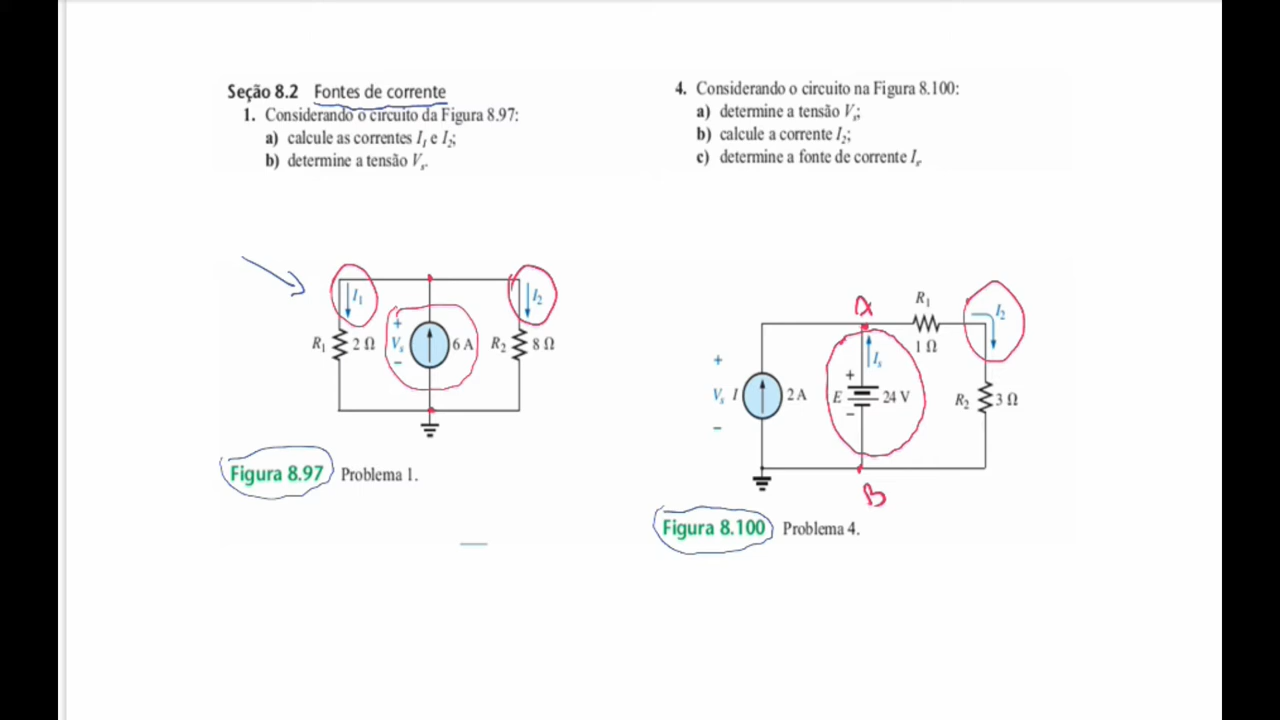 Seção 8.2 Fontes de corrente
1. Considerando o circuito da Figura 8.97:
a) calcule as correntes I1 e I2;
b) determine a tensão Vs.
I1
I2
R1 2 Ω
+
Vs
-
6 A
R2 8 Ω
Figura 8.97 Problema 1.
4. Considerando o circuito na Figura 8.100:
a) determine a tensão Vs;
b) calcule a corrente I2;
c) determine a fonte de corrente Is.
A
R1
1 Ω
I2
Is
+
Vs
-
I
2 A
+
E
-
24 V
R2 3 Ω
B
Figura 8.100 Problema 4.